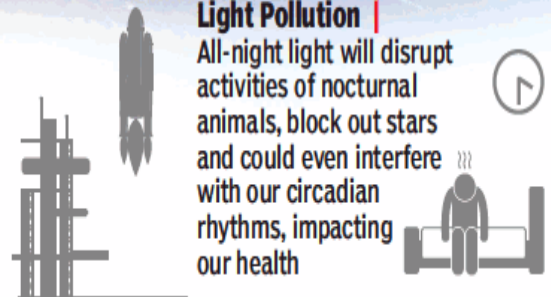 Light Pollution |
All-night light will disrupt
activities of nocturnal
animals, block out stars
and could even interfere
with our circadian
rhythms, impacting
our health